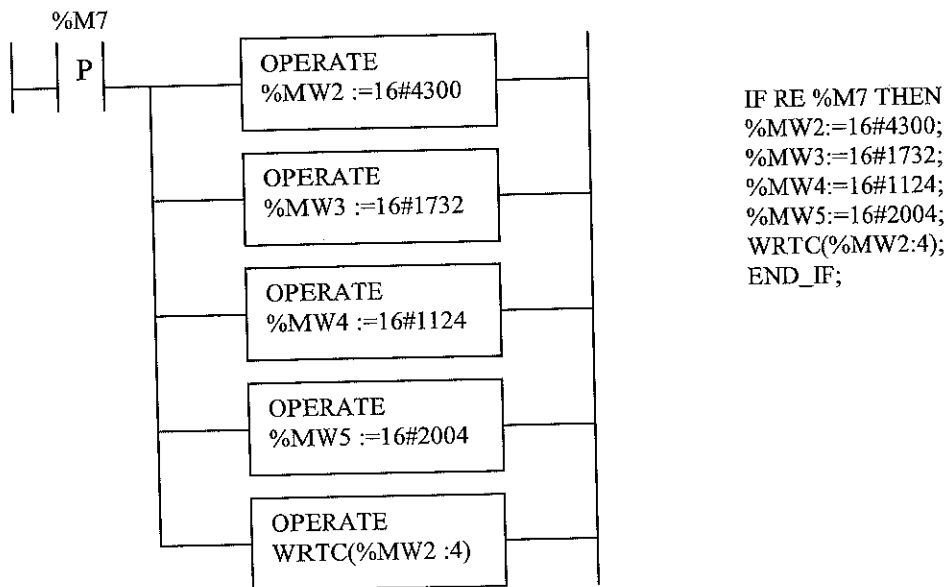 %M7
P
OPERATE
%MW2 :=16#4300
OPERATE
%MW3 :=16#1732
OPERATE
%MW4 :=16#1124
OPERATE
%MW5 :=16#2004
OPERATE
WRTC(%MW2 :4)
IF RE %M7 THEN
%MW2:=16#4300;
%MW3:=16#1732;
%MW4:=16#1124;
%MW5:=16#2004;
WRTC(%MW2:4);
END_IF;